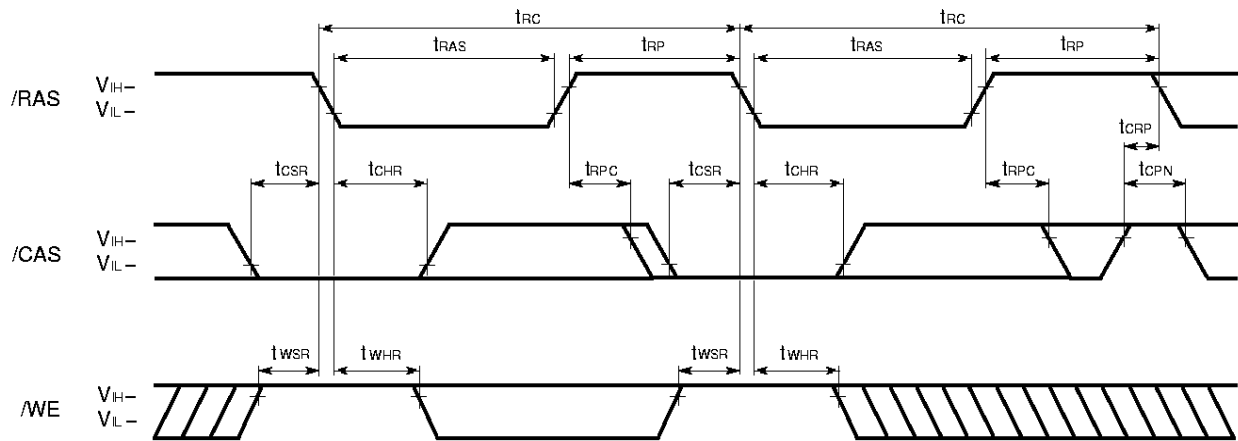 tRC tRC
tRAS tRP tRAS tRP
/RAS VIH– VIL–
tCRP
tCSR tCHR tRPC tCSR tCHR tRPC tCPN
/CAS VIH– VIL–
tWSR tWHR tWSR tWHR
/WE VIH– VIL–